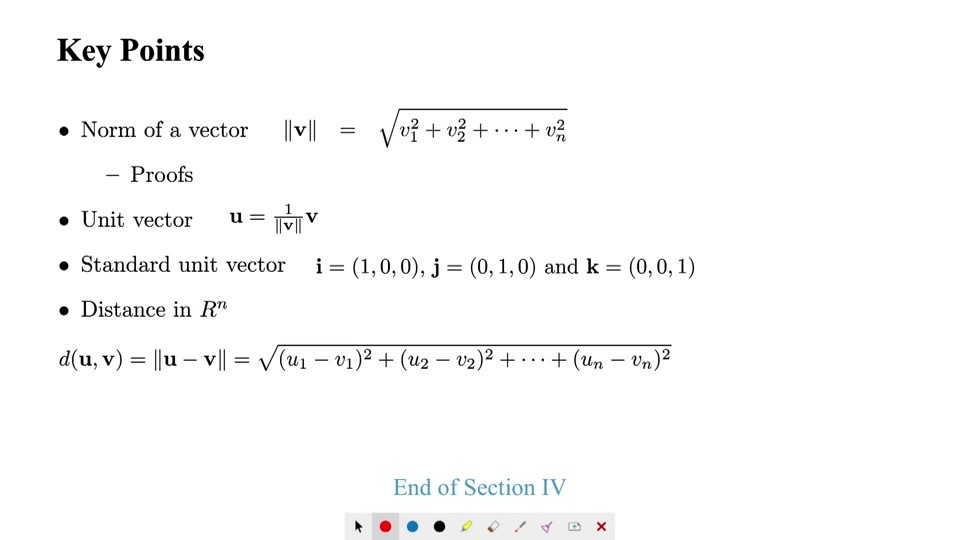 Key Points
• Norm of a vector ‖v‖ = √(v₁² + v₂² + ⋯ + vₙ²)
– Proofs
• Unit vector u = 1/‖v‖ v
• Standard unit vector i = (1, 0, 0), j = (0, 1, 0) and k = (0, 0, 1)
• Distance in Rⁿ
d(u, v) = ‖u − v‖ = √((u₁ − v₁)² + (u₂ − v₂)² + ⋯ + (uₙ − vₙ)²)
End of Section IV